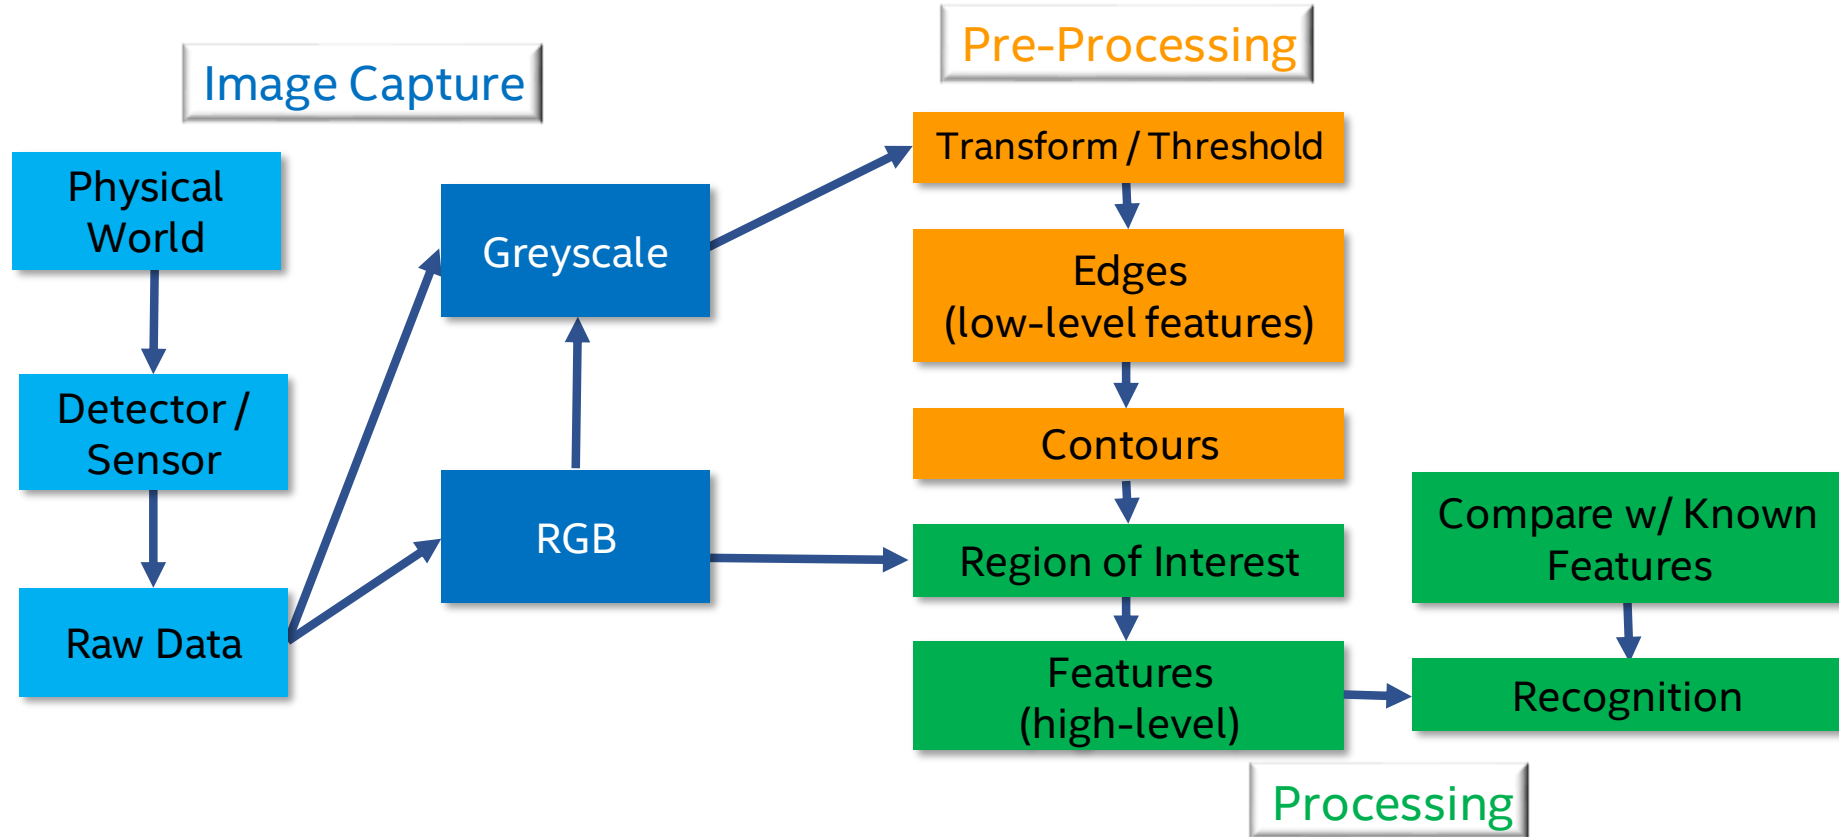 Image Capture
Pre-Processing
Physical
World
Detector /
Sensor
Raw Data
Greyscale
RGB
Transform / Threshold
Edges
(low-level features)
Contours
Region of Interest
Features
(high-level)
Compare w/ Known
Features
Recognition
Processing